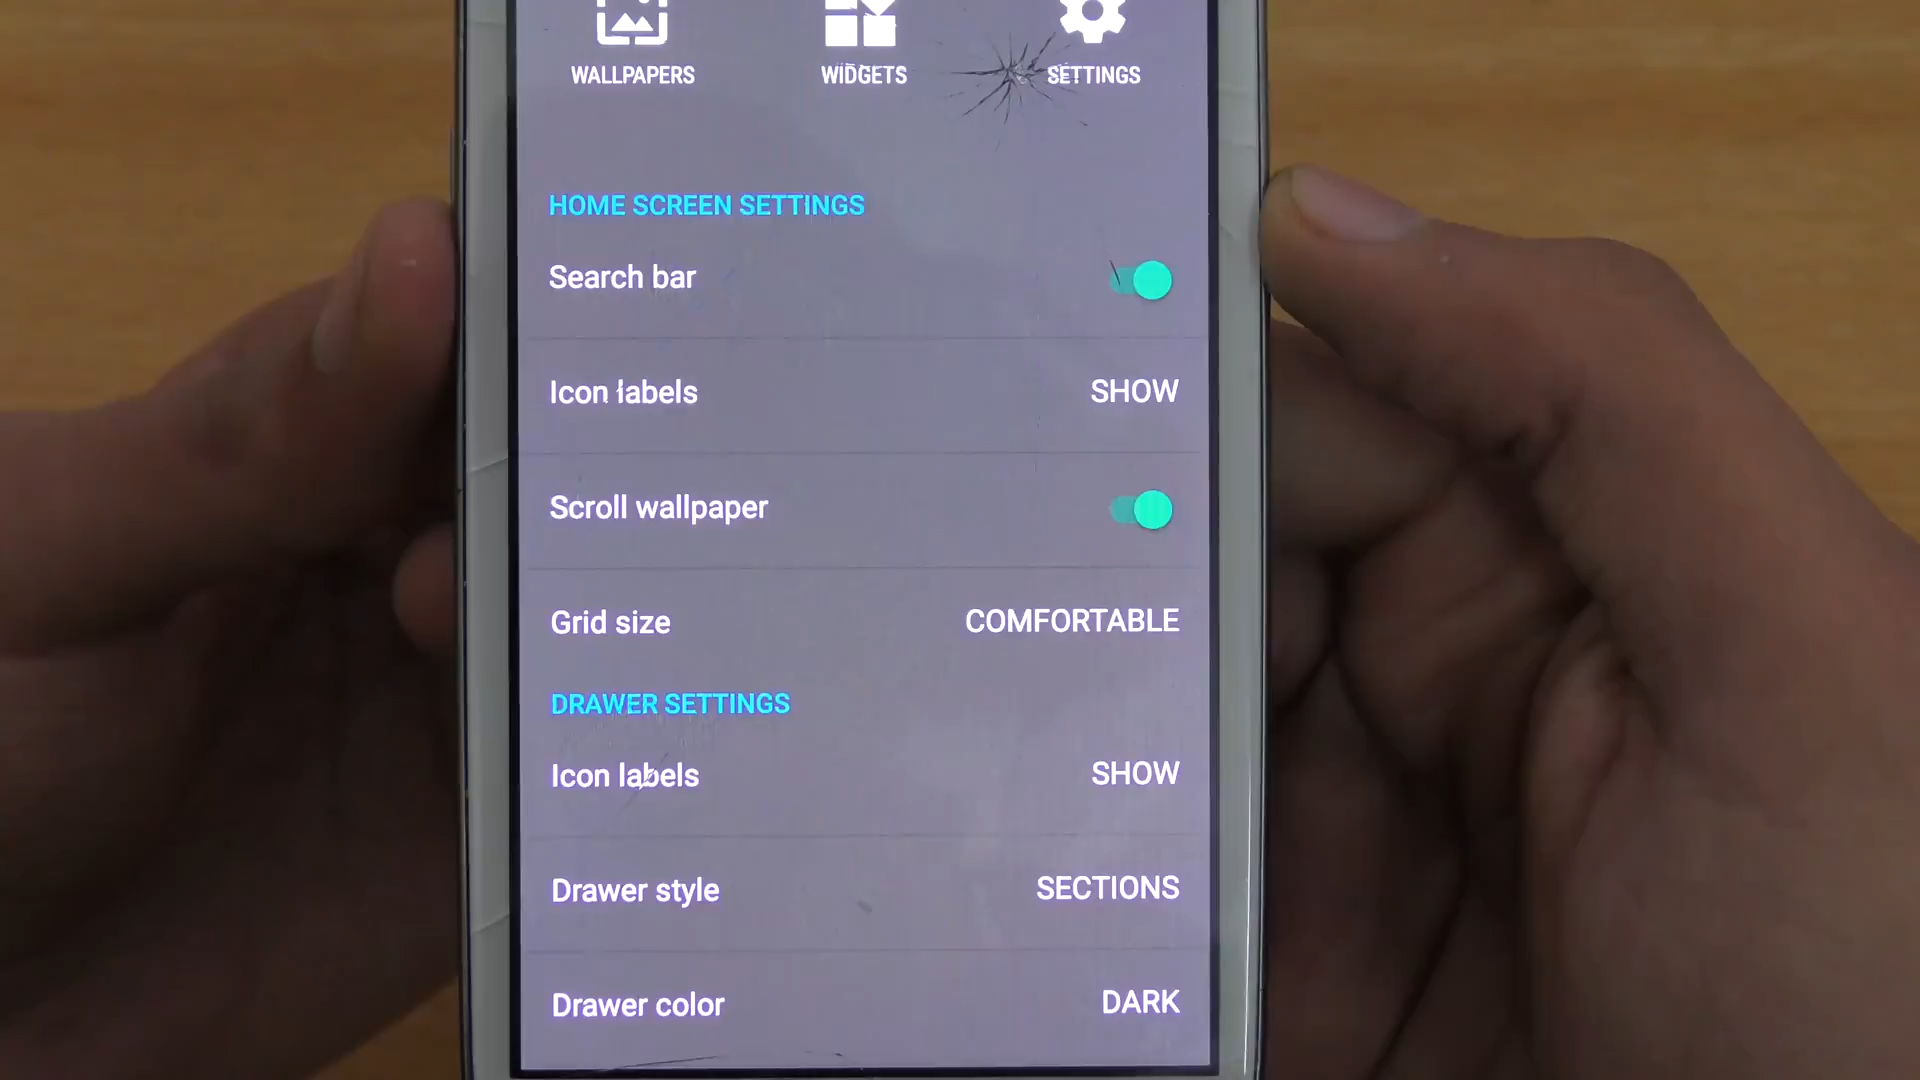 WALLPAPERS WIDGETS SETTINGS
HOME SCREEN SETTINGS
Search bar
Icon labels SHOW
Scroll wallpaper
Grid size COMFORTABLE
DRAWER SETTINGS
Icon labels SHOW
Drawer style SECTIONS
Drawer color DARK